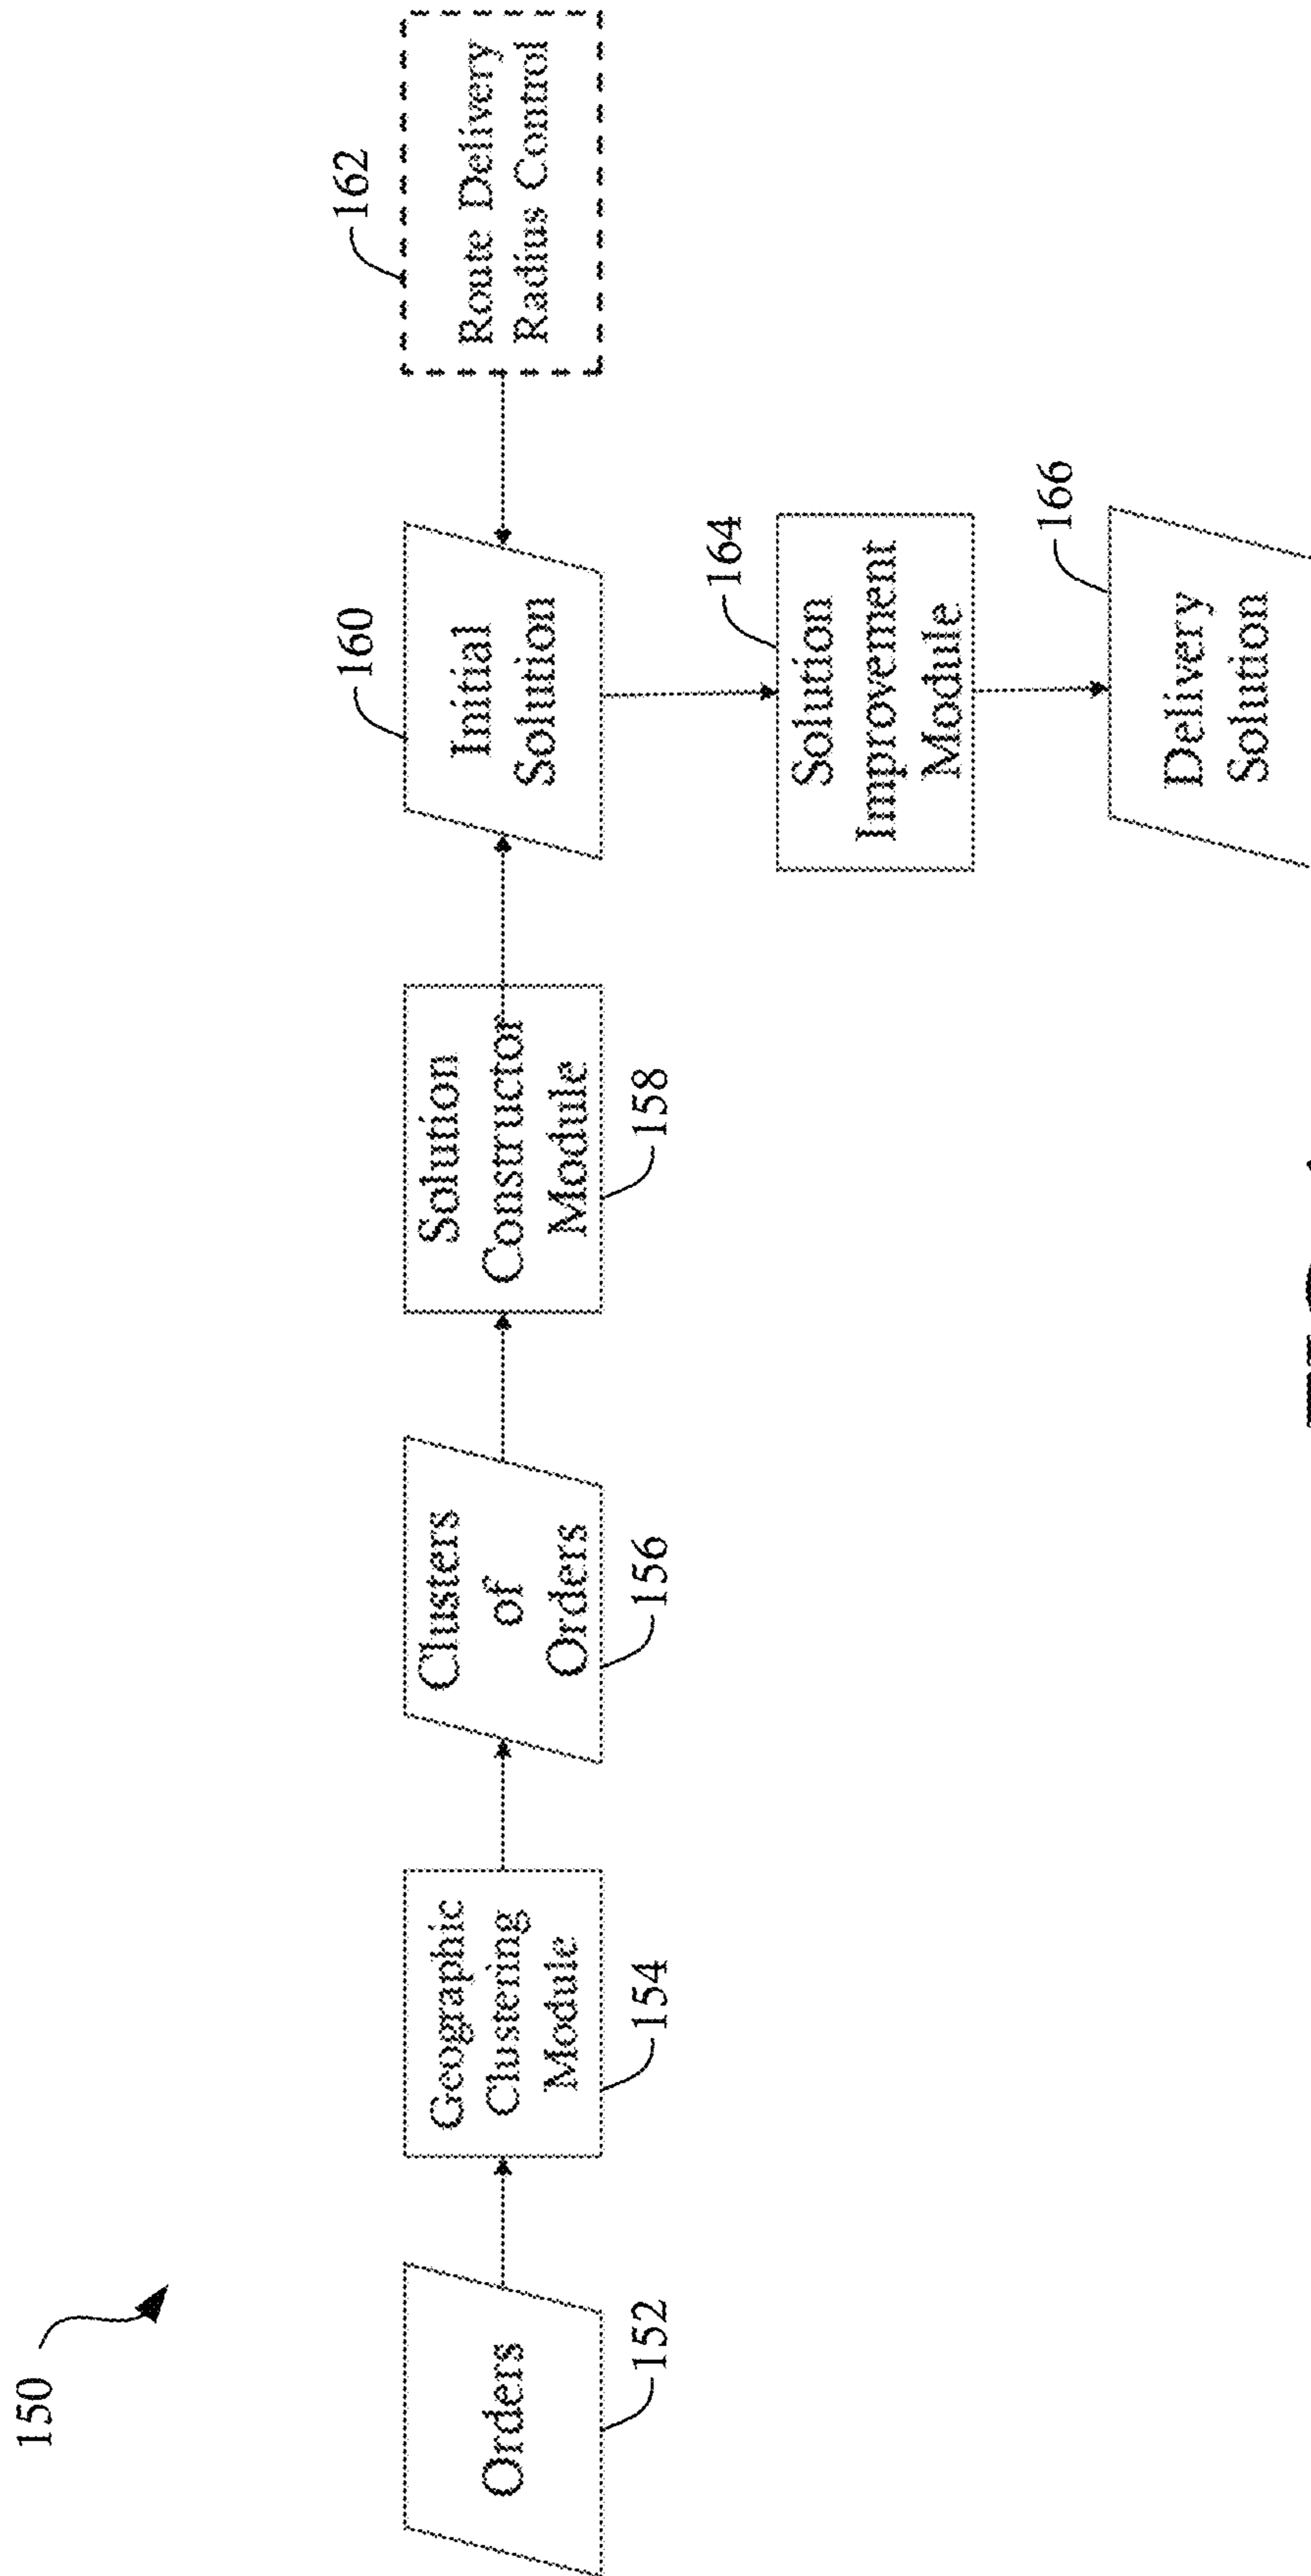 150
Orders
152
Geographic
Clustering
Module
154
Clusters
of
Orders
156
Solution
Constructor
Module
158
Initial
Solution
160
Route Delivery
Radius Control
162
Solution
Improvement
Module
164
Delivery
Solution
166